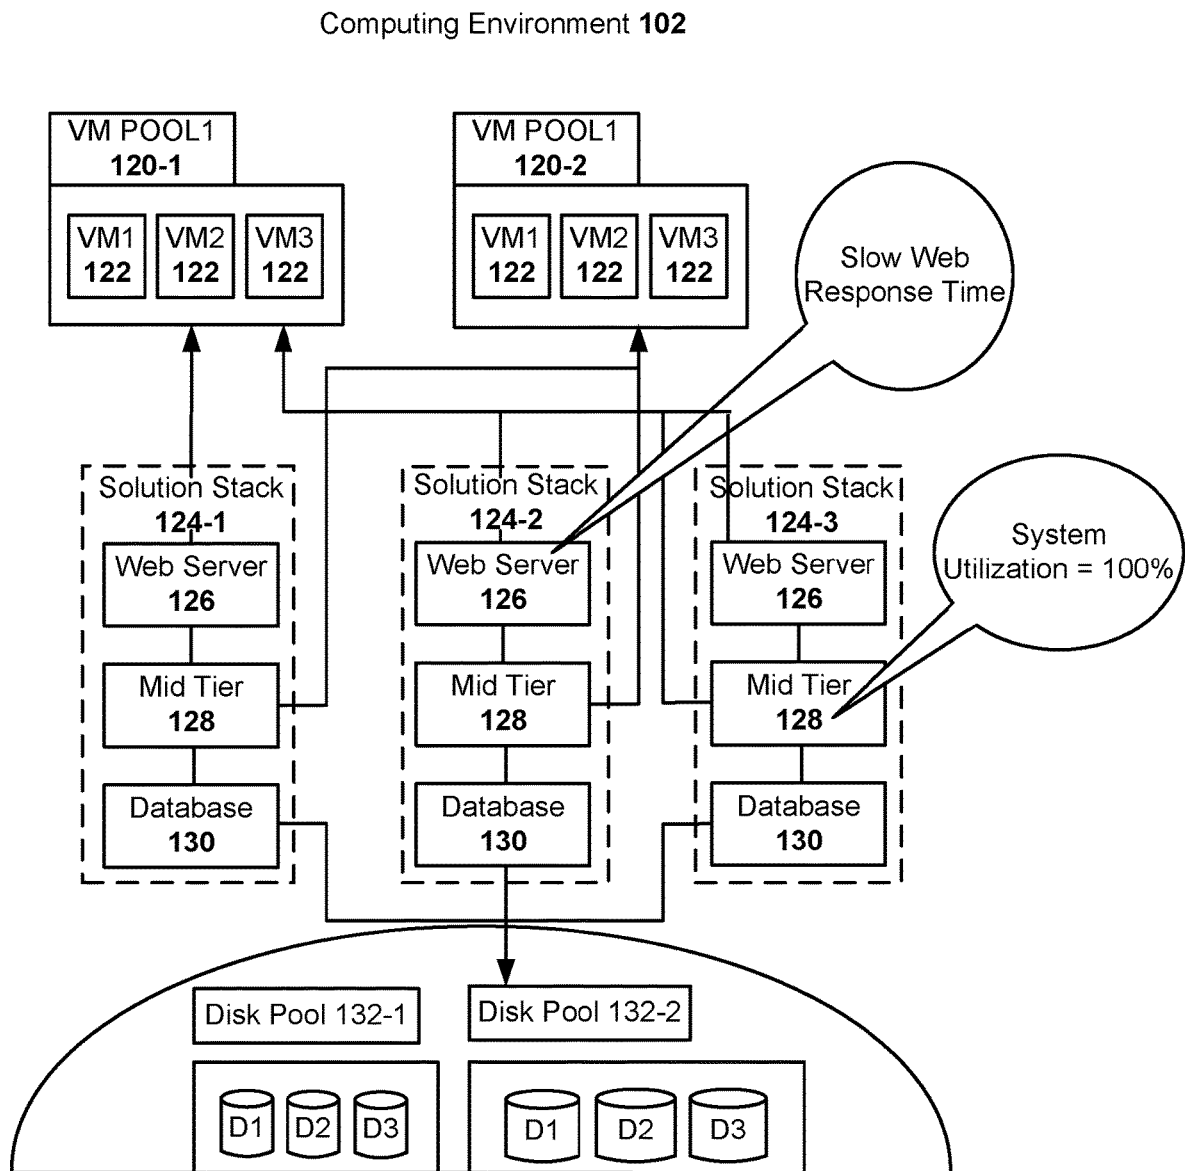 Computing Environment 102
VM POOL1
120-1
VM POOL1
120-2
VM1
122
VM2
122
VM3
122
VM1
122
VM2
122
VM3
122
Slow Web
Response Time
Solution Stack
124-1
Solution Stack
124-2
Solution Stack
124-3
System
Utilization = 100%
Web Server
126
Web Server
126
Web Server
126
Mid Tier
128
Mid Tier
128
Mid Tier
128
Database
130
Database
130
Database
130
Disk Pool 132-1
Disk Pool 132-2
D1
D2
D3
D1
D2
D3